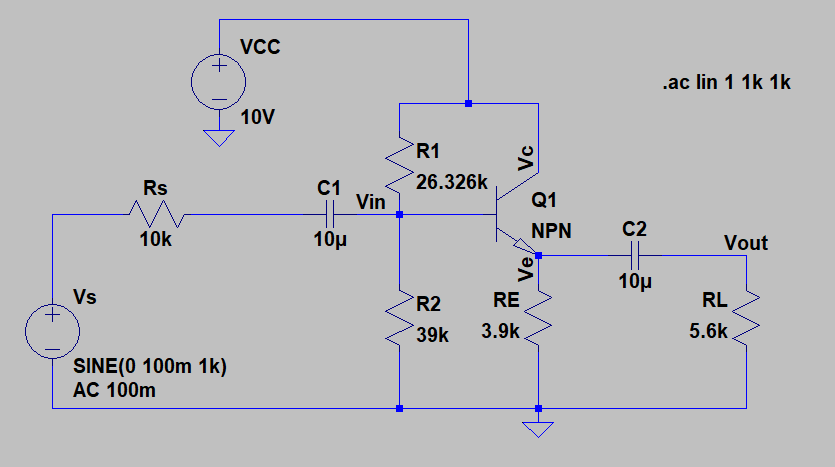 VCC
10V
.ac lin 1 1k 1k
R1
26.326k
Vc
Rs
10k
C1
10µ
Vin
Q1
NPN
Ve
C2
10µ
Vout
Vs
SINE(0 100m 1k)
AC 100m
R2
39k
RE
3.9k
RL
5.6k